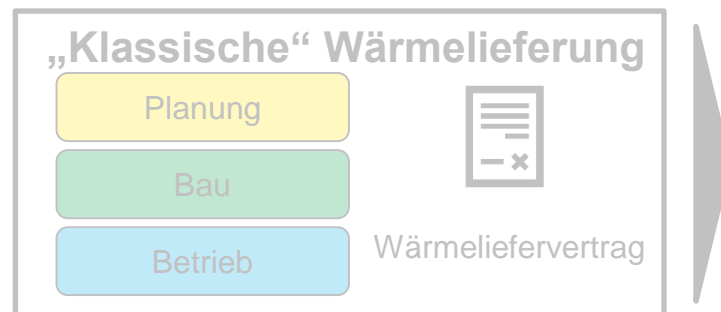 „Klassische“ Wärmelieferung
Planung
Bau
Betrieb
Wärmeliefervertrag